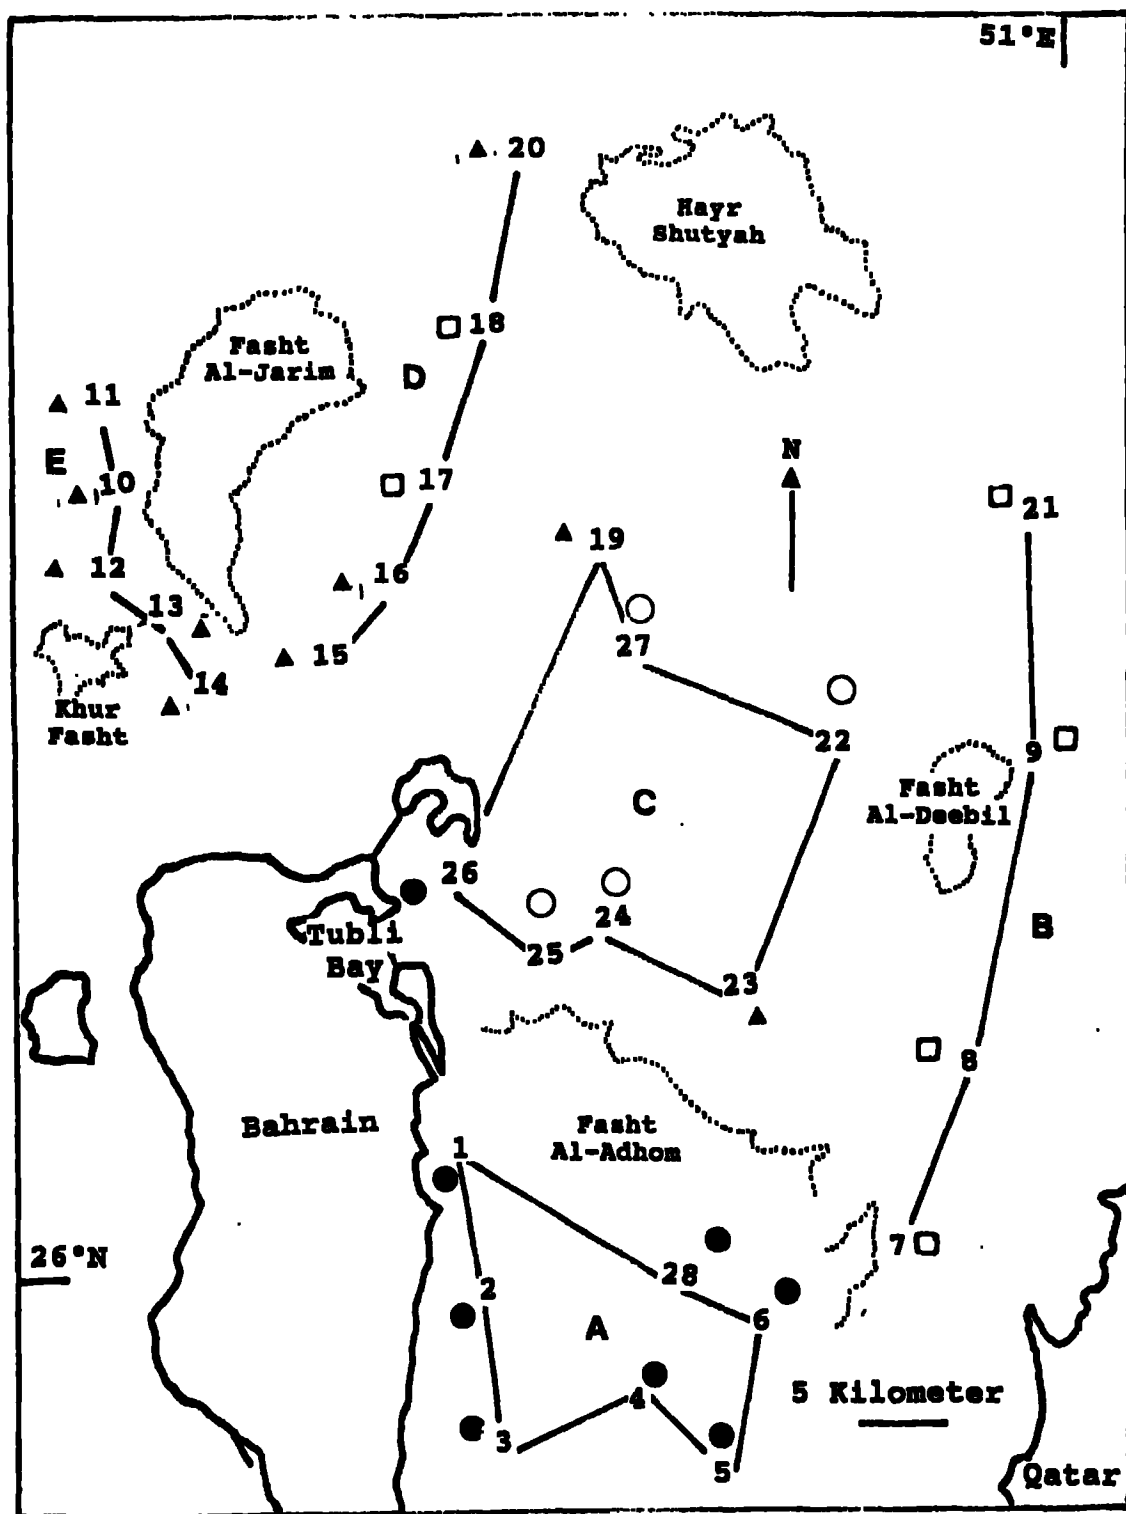 51°E
20
Hayr
Shutyah
18
Fasht
Al-Jarim
D
11
E
10
17
N
21
12
19
16
13
27
15
14
Khur
Fasht
22
9
Fasht
Al-Deebil
C
26
24
25
Tubli
Bay
B
23
8
Bahrain
Fasht
Al-Adhom
1
7
26°N
28
2
6
A
4
5 Kilometer
3
5
Qatar